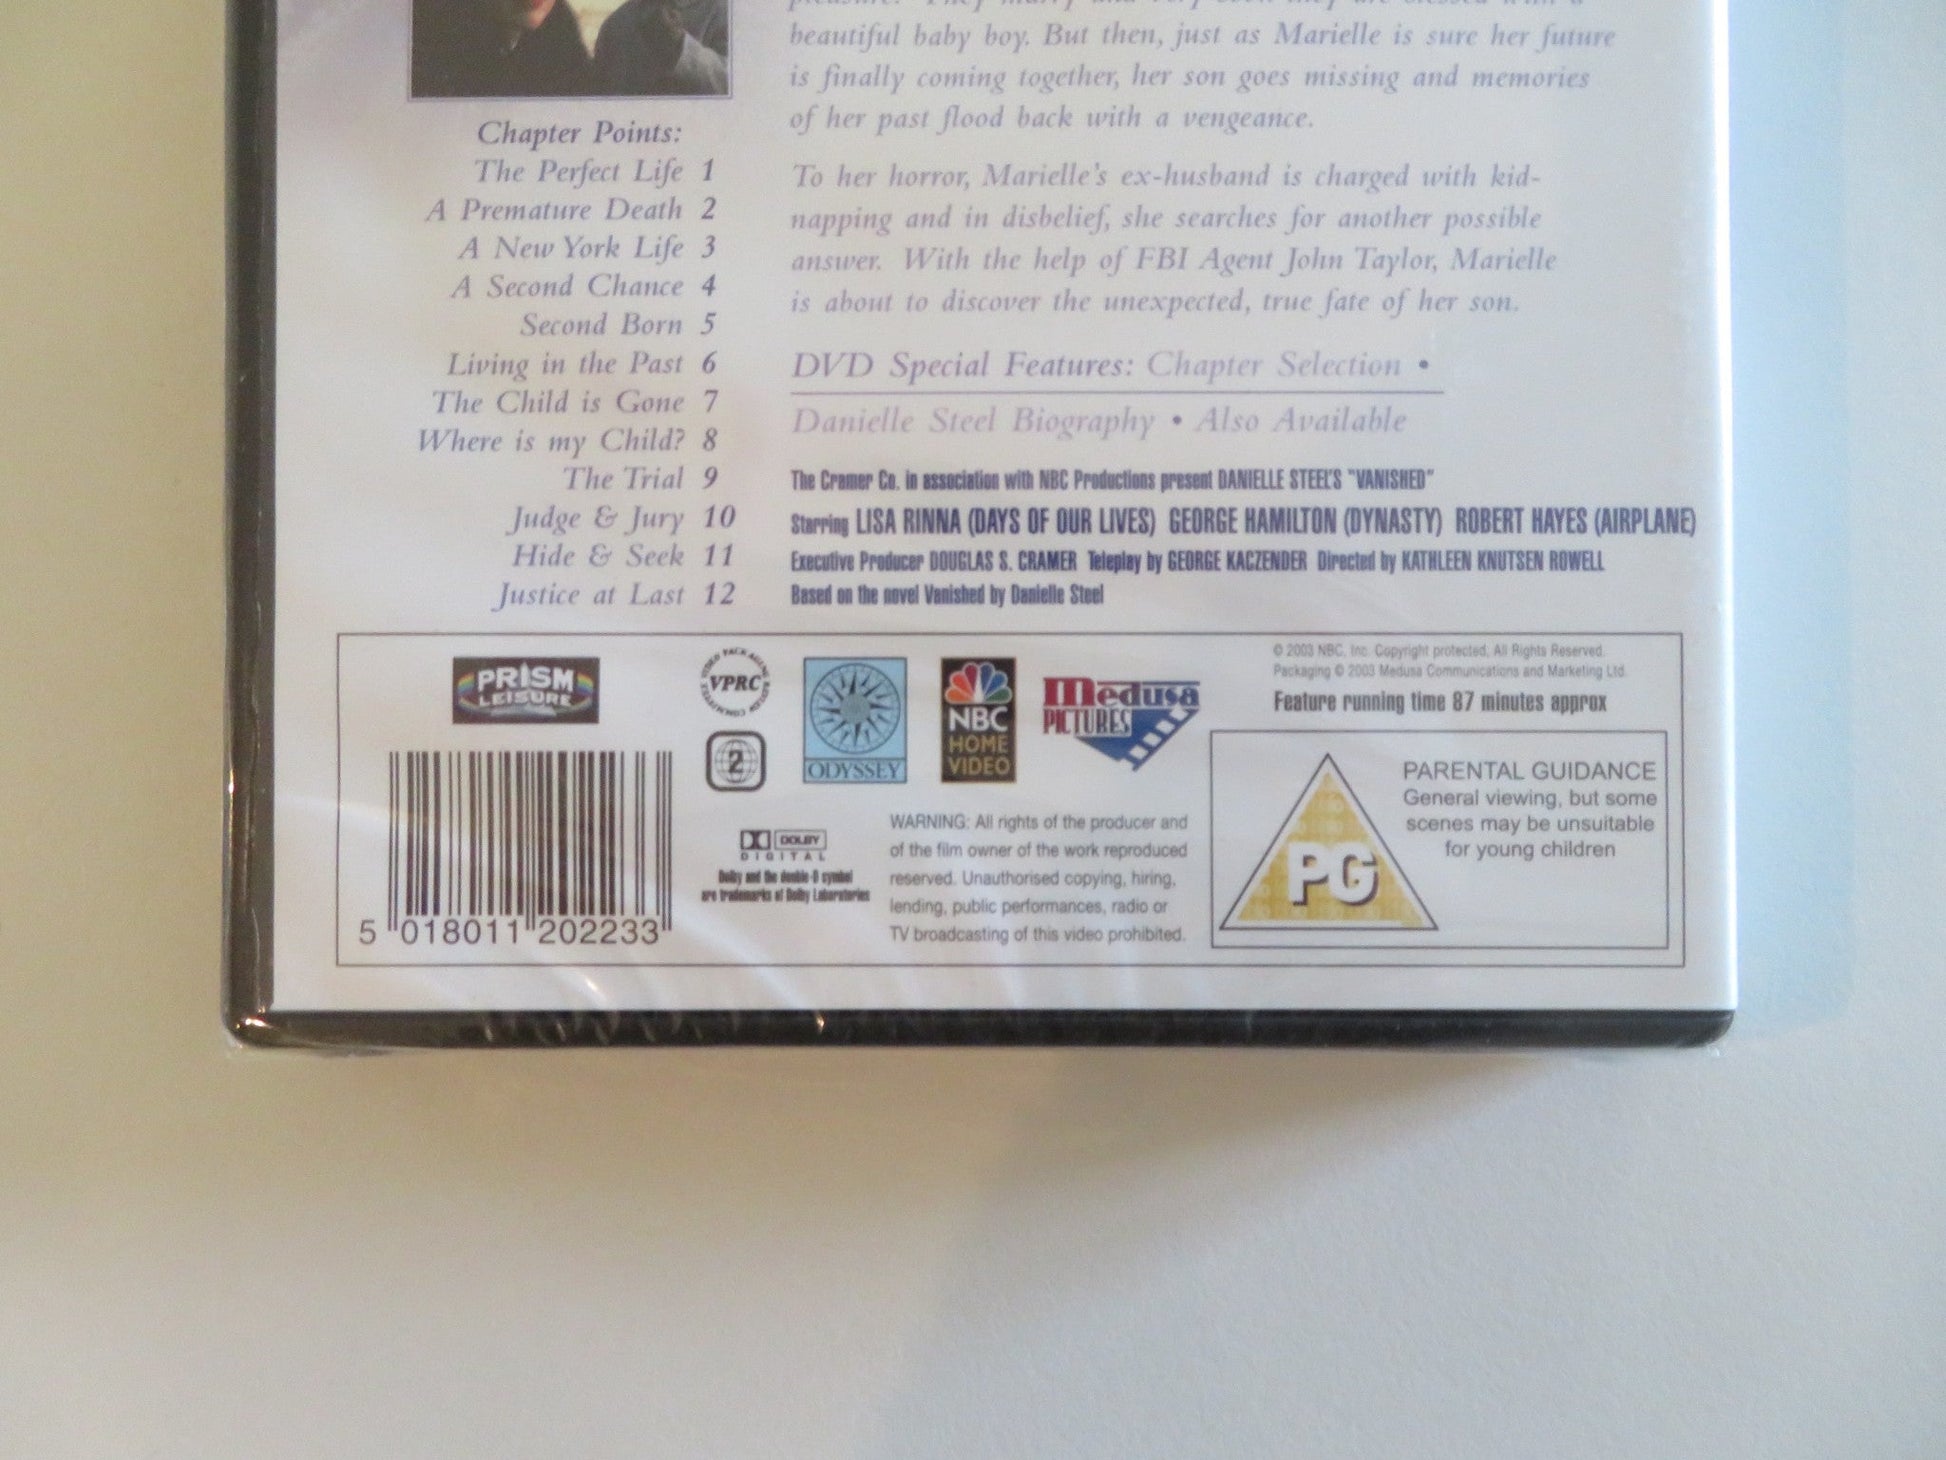 beautiful baby boy. But then, just as Marielle is sure her future
is finally coming together, her son goes missing and memories
of her past flood back with a vengeance.
To her horror, Marielle's ex-husband is charged with kid-
napping and in disbelief, she searches for another possible
answer. With the help of FBI Agent John Taylor, Marielle
is about to discover the unexpected, true fate of her son.
Chapter Points:
The Perfect Life 1
A Premature Death 2
A New York Life 3
A Second Chance 4
Second Born 5
Living in the Past 6
The Child is Gone 7
Where is my Child? 8
The Trial 9
Judge & Jury 10
Hide & Seek 11
Justice at Last 12
DVD Special Features: Chapter Selection •
Danielle Steel Biography • Also Available
The Cramer Co. in association with NBC Productions present DANIELLE STEEL'S "VANISHED"
Starring LISA RINNA (DAYS OF OUR LIVES) GEORGE HAMILTON (DYNASTY) ROBERT HAYES (AIRPLANE)
Executive Producer DOUGLAS S. CRAMER Teleplay by GEORGE KACZENDER Directed by KATHLEEN KNUTSEN ROWELL
Based on the novel Vanished by Danielle Steel
PRISM
LEISURE
VPRC
2
ODYSSEY
NBC
HOME
VIDEO
Medusa
PICTURES
© 2003 NBC, Inc. Copyright protected, All Rights Reserved.
Packaging © 2003 Medusa Communications and Marketing Ltd.
Feature running time 87 minutes approx
5 018011 202233
DOLBY
DIGITAL
Dolby and the double-D symbol
are trademarks of Dolby Laboratories
WARNING: All rights of the producer and
of the film owner of the work reproduced
reserved. Unauthorised copying, hiring,
lending, public performances, radio or
TV broadcasting of this video prohibited.
PG
PARENTAL GUIDANCE
General viewing, but some
scenes may be unsuitable
for young children